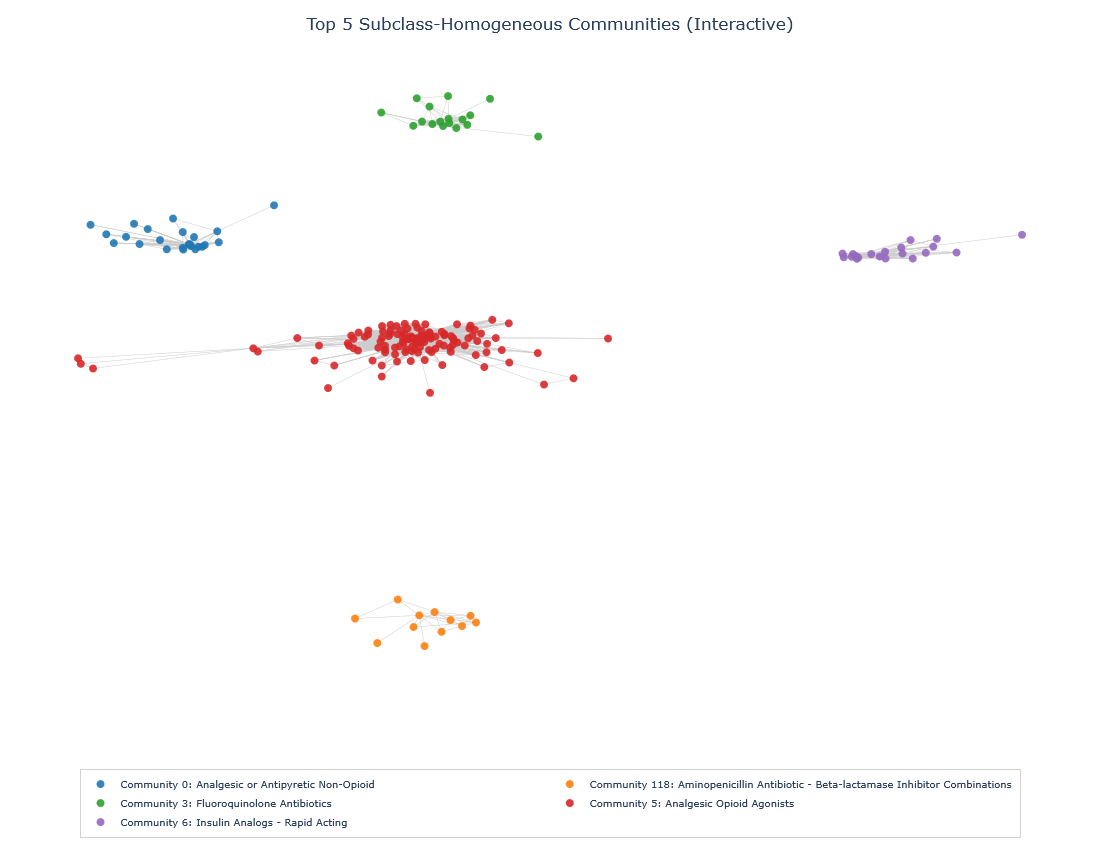 Top 5 Subclass-Homogeneous Communities (Interactive)
Community 0: Analgesic or Antipyretic Non-Opioid
Community 118: Aminopenicillin Antibiotic - Beta-lactamase Inhibitor Combinations
Community 3: Fluoroquinolone Antibiotics
Community 5: Analgesic Opioid Agonists
Community 6: Insulin Analogs - Rapid Acting